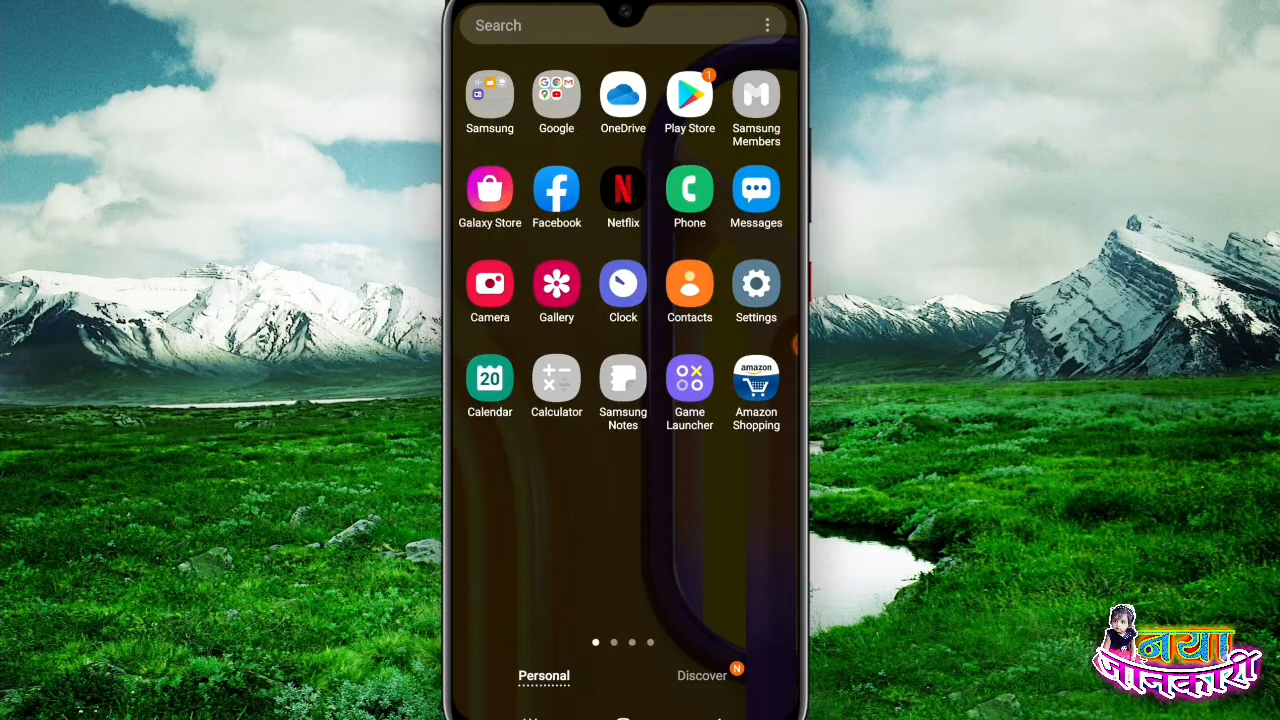 Search
1
Samsung Google OneDrive Play Store Samsung Members
Galaxy Store Facebook Netflix Phone Messages
Camera Gallery Clock Contacts Settings
20
amazon
Calendar Calculator Samsung Notes Game Launcher Amazon Shopping
Personal Discover N
नया
जानकारी